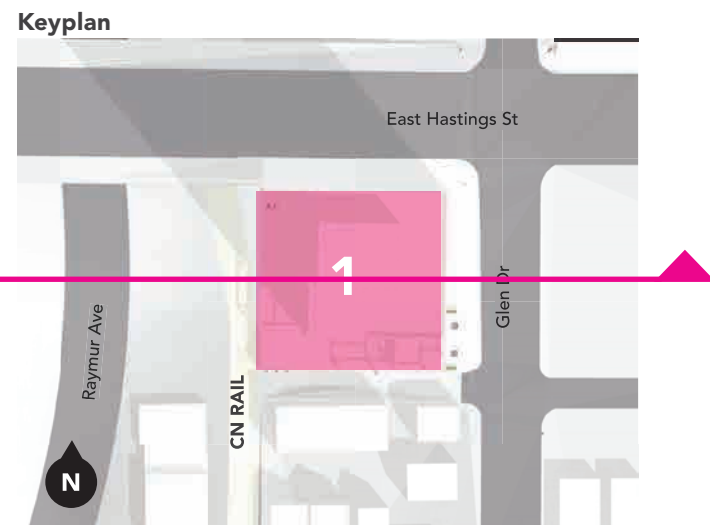 Keyplan
East Hastings St
1
Glen Dr
Raymur Ave
CN RAIL
N